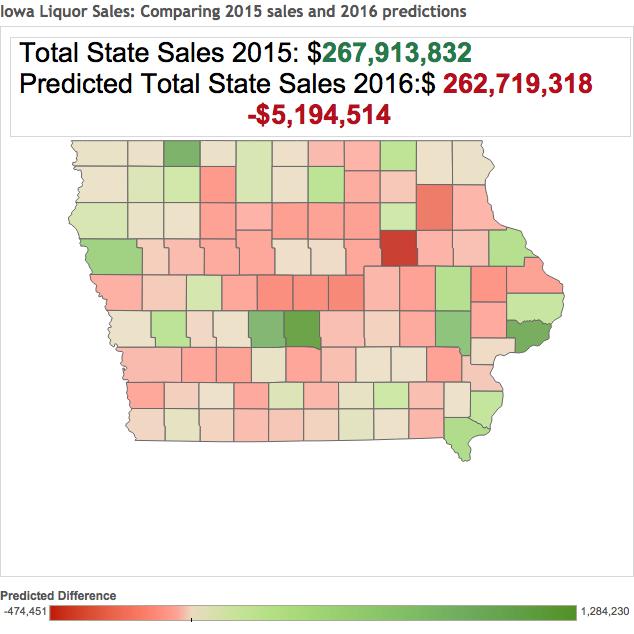 Iowa Liquor Sales: Comparing 2015 sales and 2016 predictions
Total State Sales 2015: $267,913,832
Predicted Total State Sales 2016:$ 262,719,318
-$5,194,514
Predicted Difference
-474,451 1,284,230